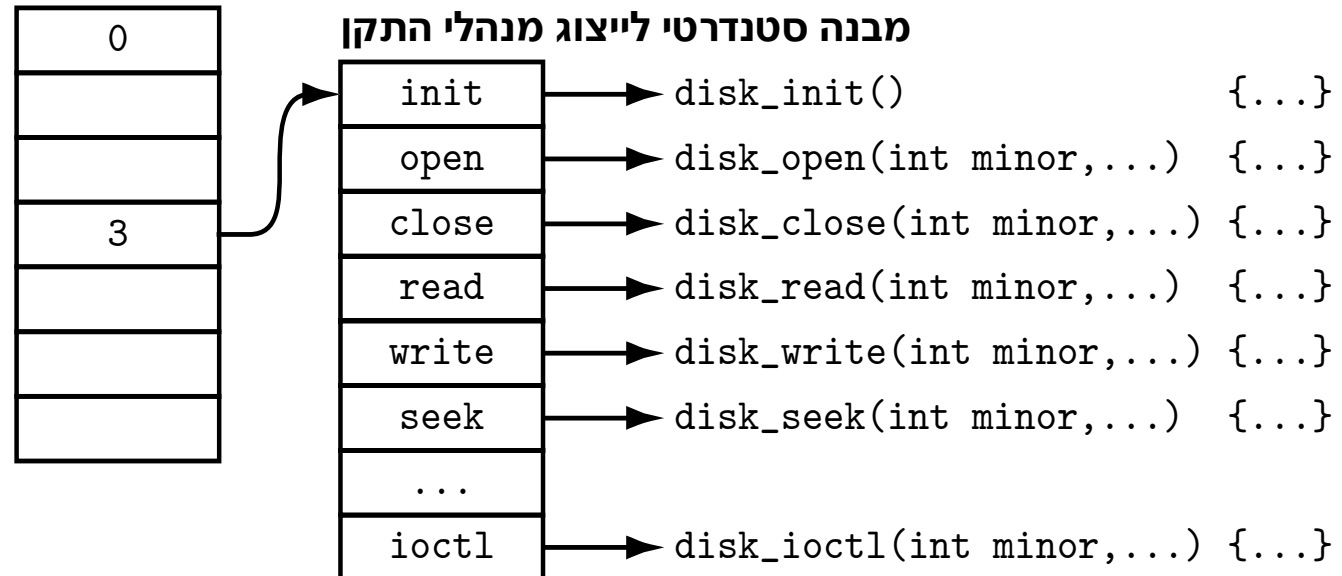 מבנה סטנדרטי לייצוג מנהלי התקן
0
init disk_init() {...}
open disk_open(int minor,...) {...}
3 close disk_close(int minor,...) {...}
read disk_read(int minor,...) {...}
write disk_write(int minor,...) {...}
seek disk_seek(int minor,...) {...}
...
ioctl disk_ioctl(int minor,...) {...}